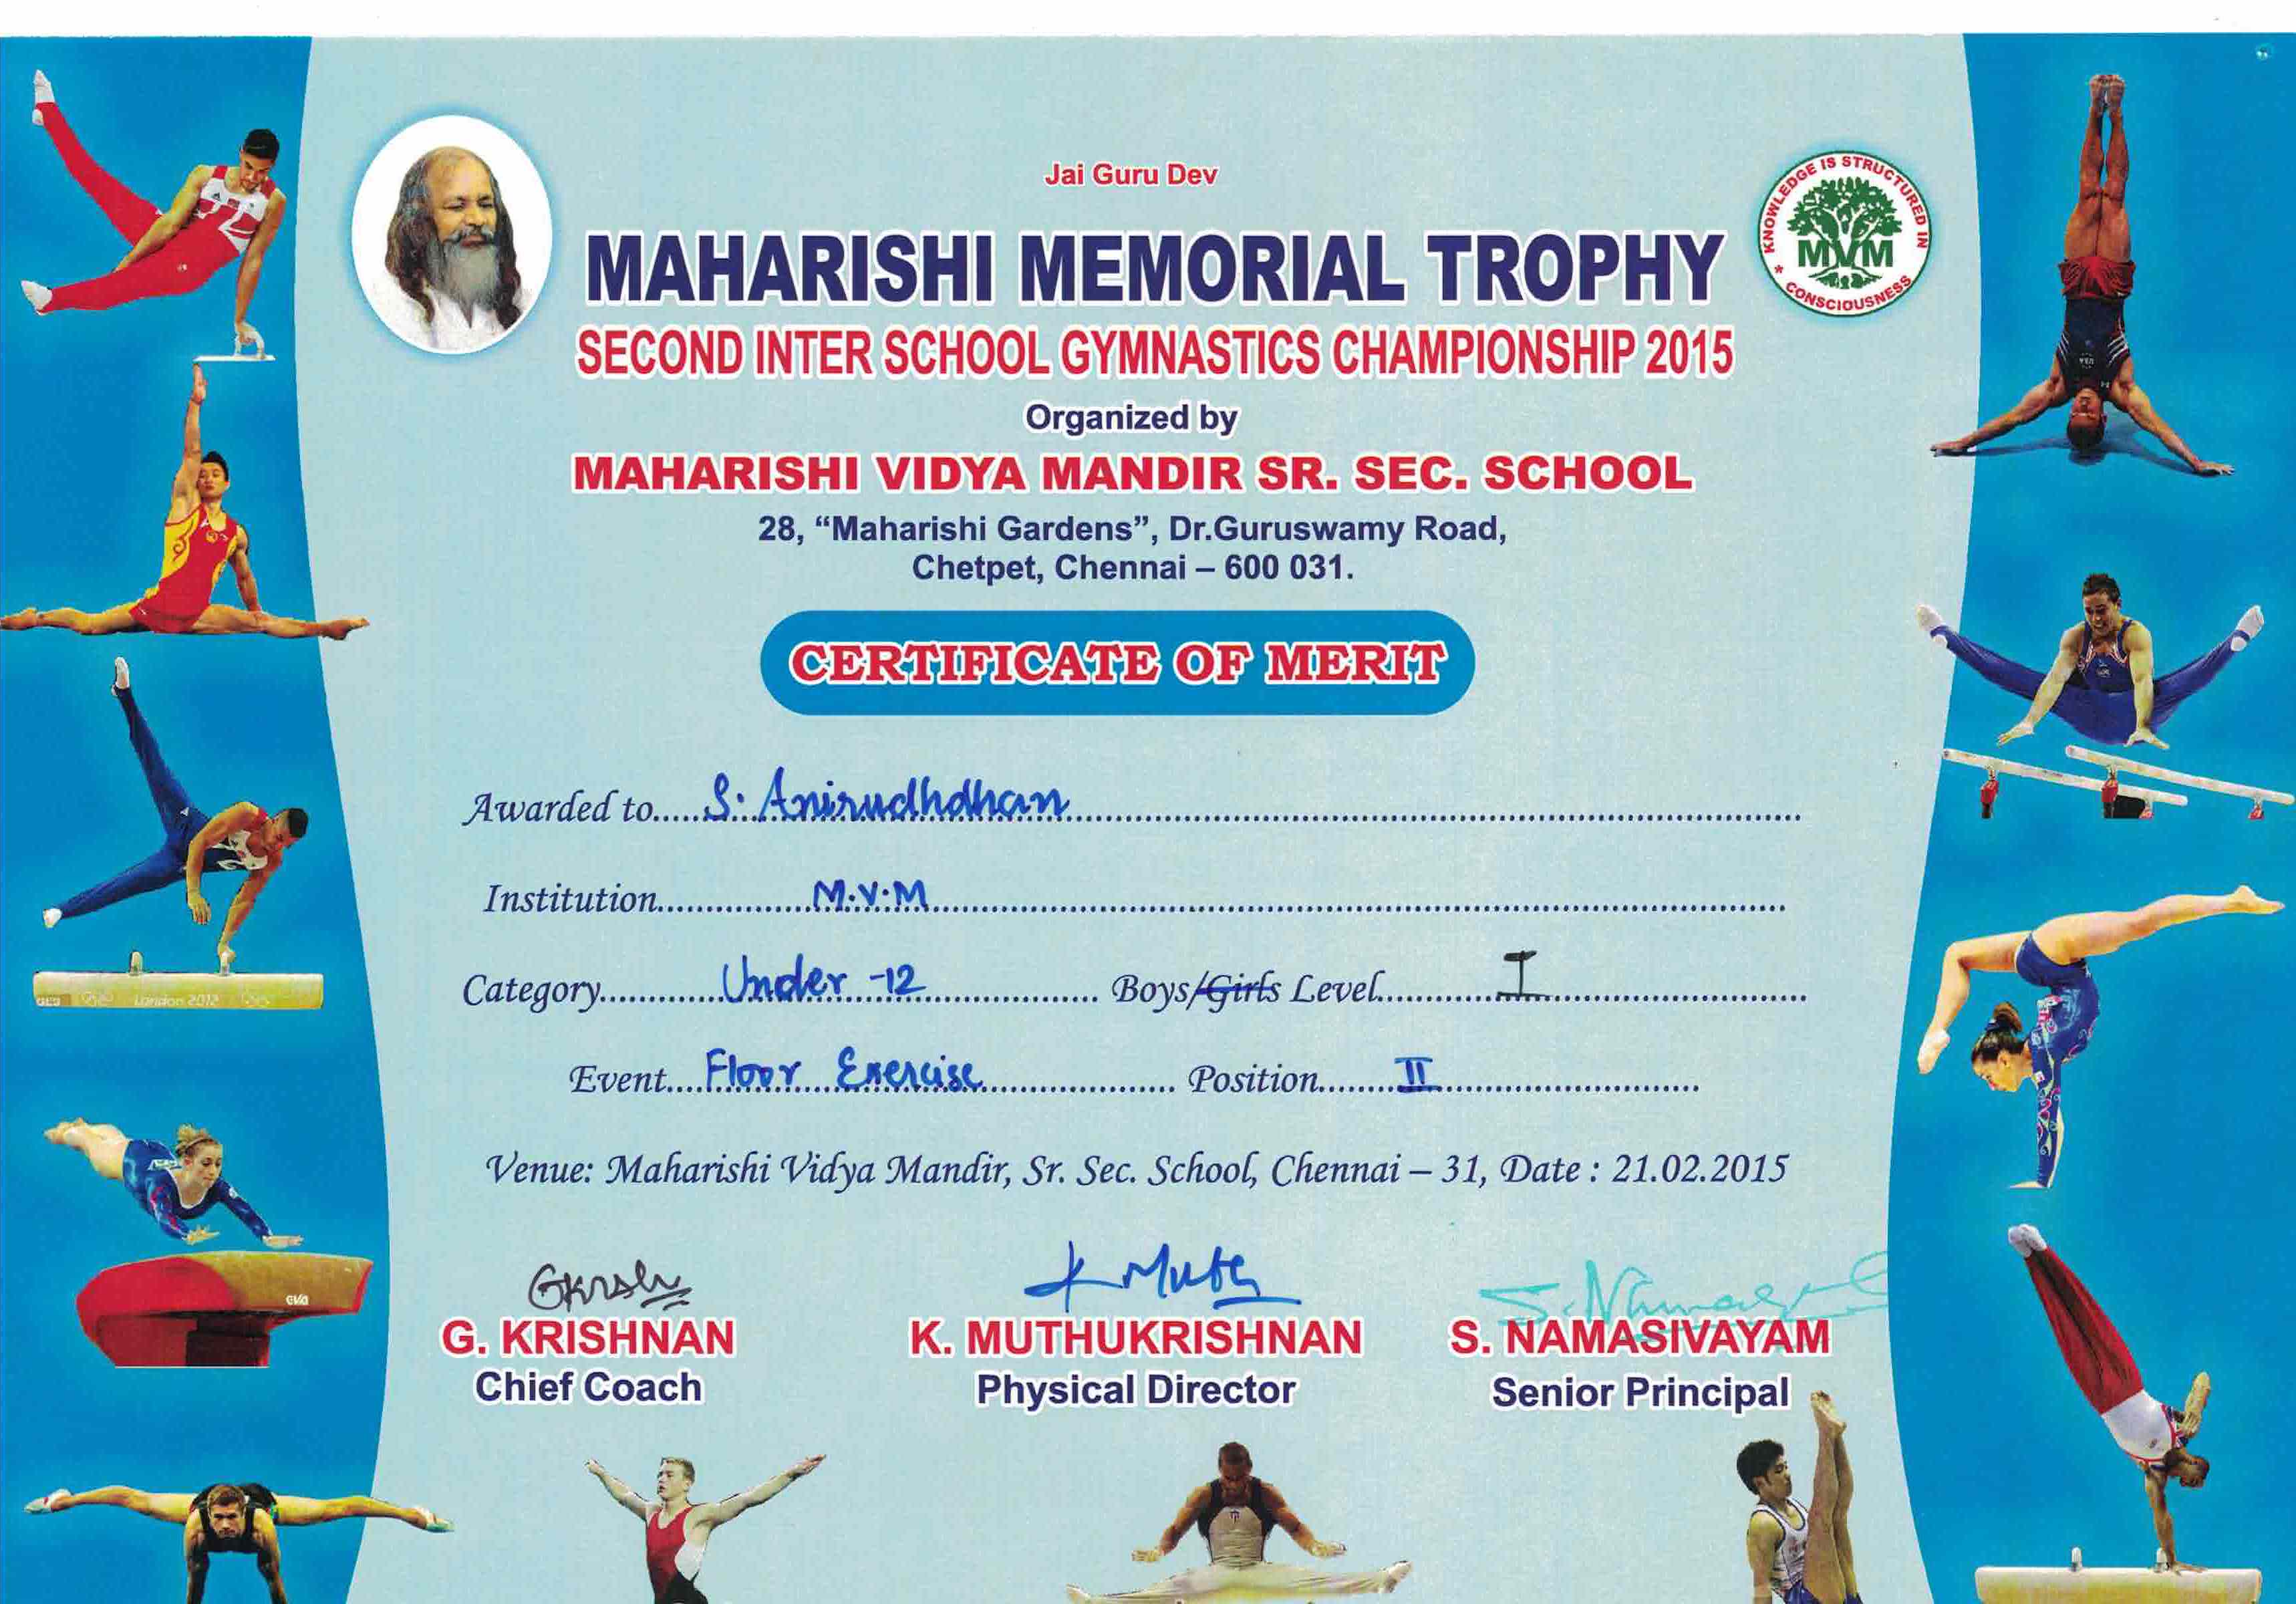 Jai Guru Dev
MAHARISHI MEMORIAL TROPHY
KNOWLEDGE IS STRUCTURED IN
MVM
* CONSCIOUSNESS
SECOND INTER SCHOOL GYMNASTICS CHAMPIONSHIP 2015
Organized by
MAHARISHI VIDYA MANDIR SR. SEC. SCHOOL
28, “Maharishi Gardens”, Dr.Guruswamy Road,
Chetpet, Chennai – 600 031.
CERTIFICATE OF MERIT
Awarded to.....S. Anirudhdhan
Institution................M.V.M
Category............Under -12 Boys/Girls Level............I
Event....Floor Exercise Position........II
London 2012
Venue: Maharishi Vidya Mandir, Sr. Sec. School, Chennai – 31, Date : 21.02.2015
K Muthu
G. KRISHNAN K. MUTHUKRISHNAN S. NAMASIVAYAM
Chief Coach Physical Director Senior Principal